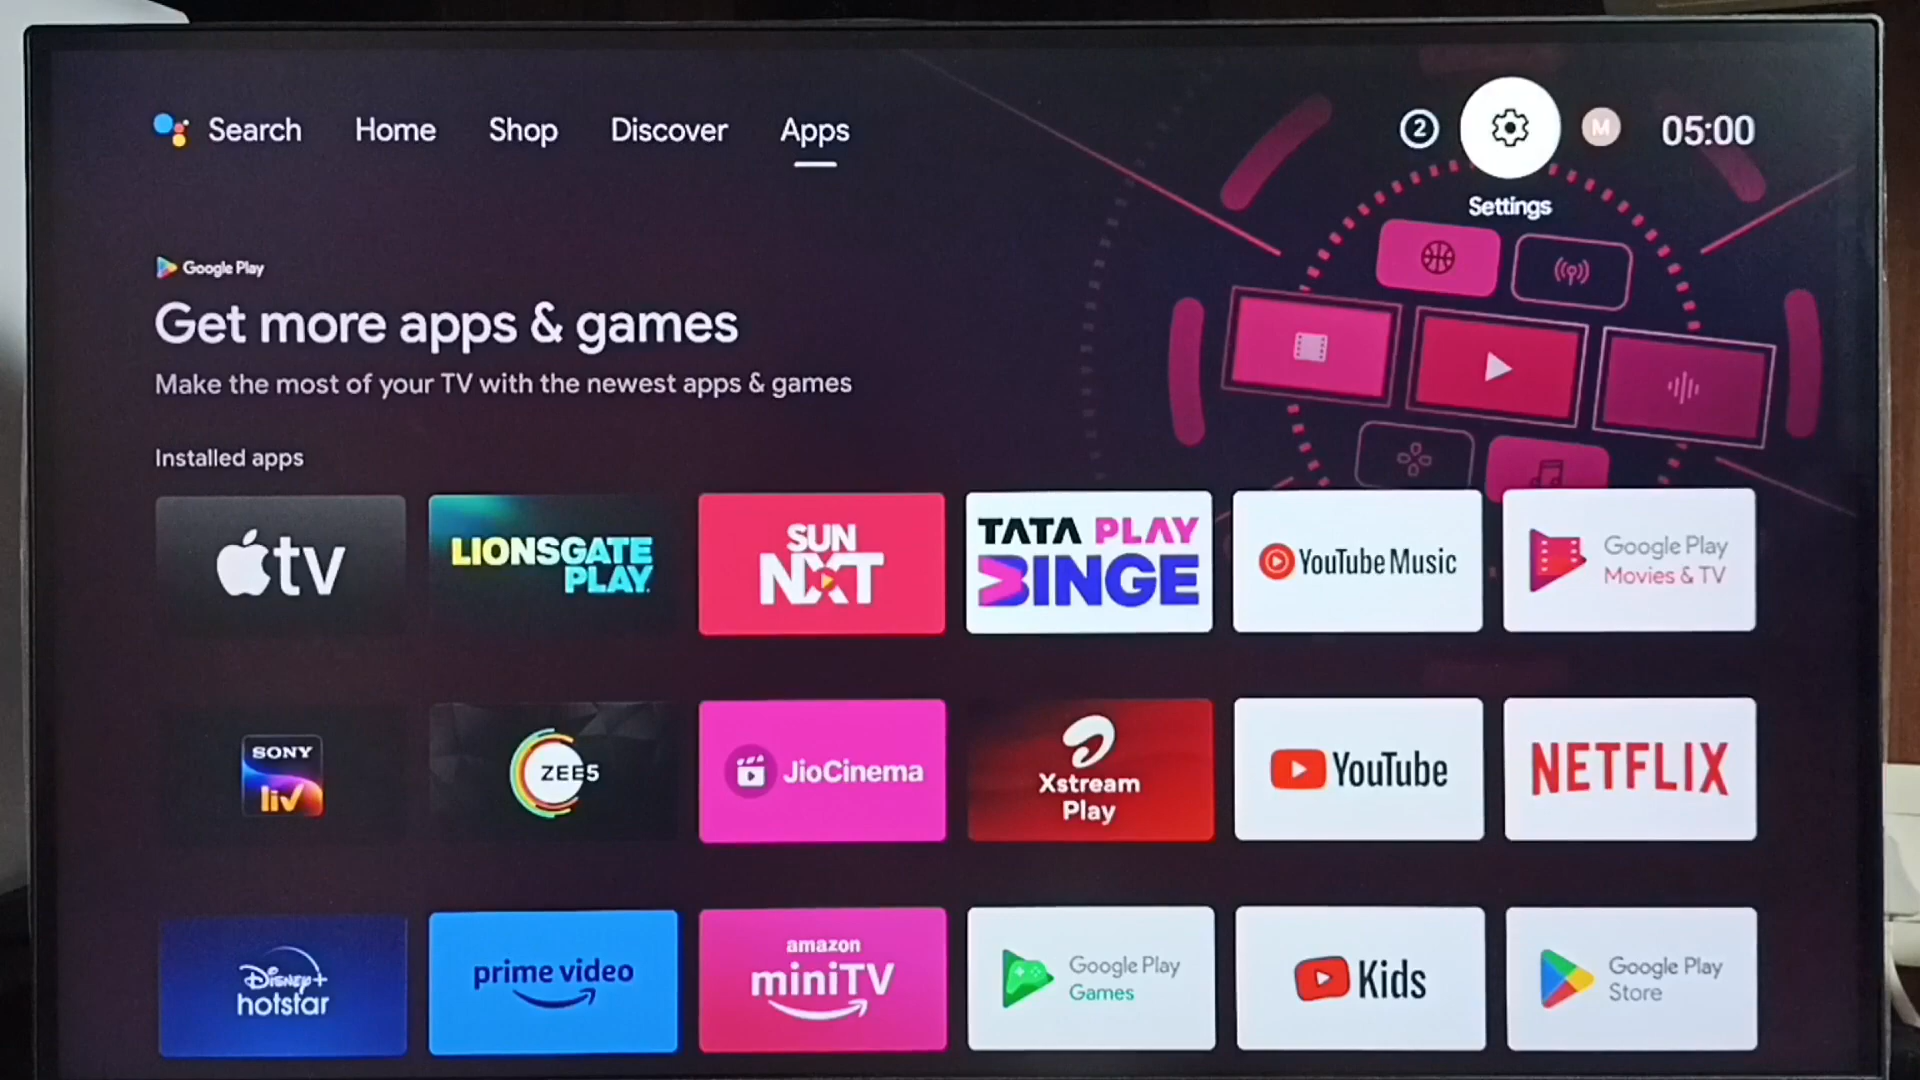 Search Home Shop Discover Apps
2
M
05:00
Settings
Google Play
Get more apps & games
Make the most of your TV with the newest apps & games
Installed apps
tv
LIONSGATE
PLAY
SUN
NXT
TATA PLAY
BINGE
YouTube Music
Google Play
Movies & TV
SONY
liv
ZEE5
JioCinema
Xstream
Play
YouTube
NETFLIX
Disney+
hotstar
prime video
amazon
miniTV
Google Play
Games
Kids
Google Play
Store